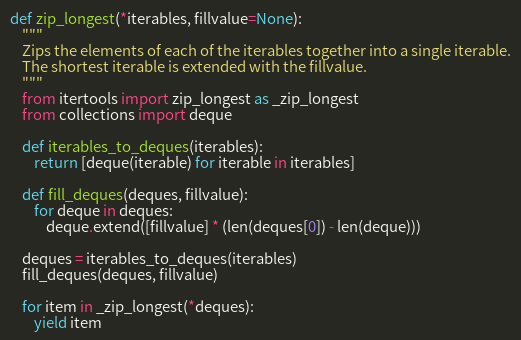 def zip_longest(*iterables, fillvalue=None):
    """
    Zips the elements of each of the iterables together into a single iterable.
    The shortest iterable is extended with the fillvalue.
    """
    from itertools import zip_longest as _zip_longest
    from collections import deque

    def iterables_to_deques(iterables):
        return [deque(iterable) for iterable in iterables]

    def fill_deques(deques, fillvalue):
        for deque in deques:
            deque.extend([fillvalue] * (len(deques[0]) - len(deque)))

    deques = iterables_to_deques(iterables)
    fill_deques(deques, fillvalue)

    for item in _zip_longest(*deques):
        yield item